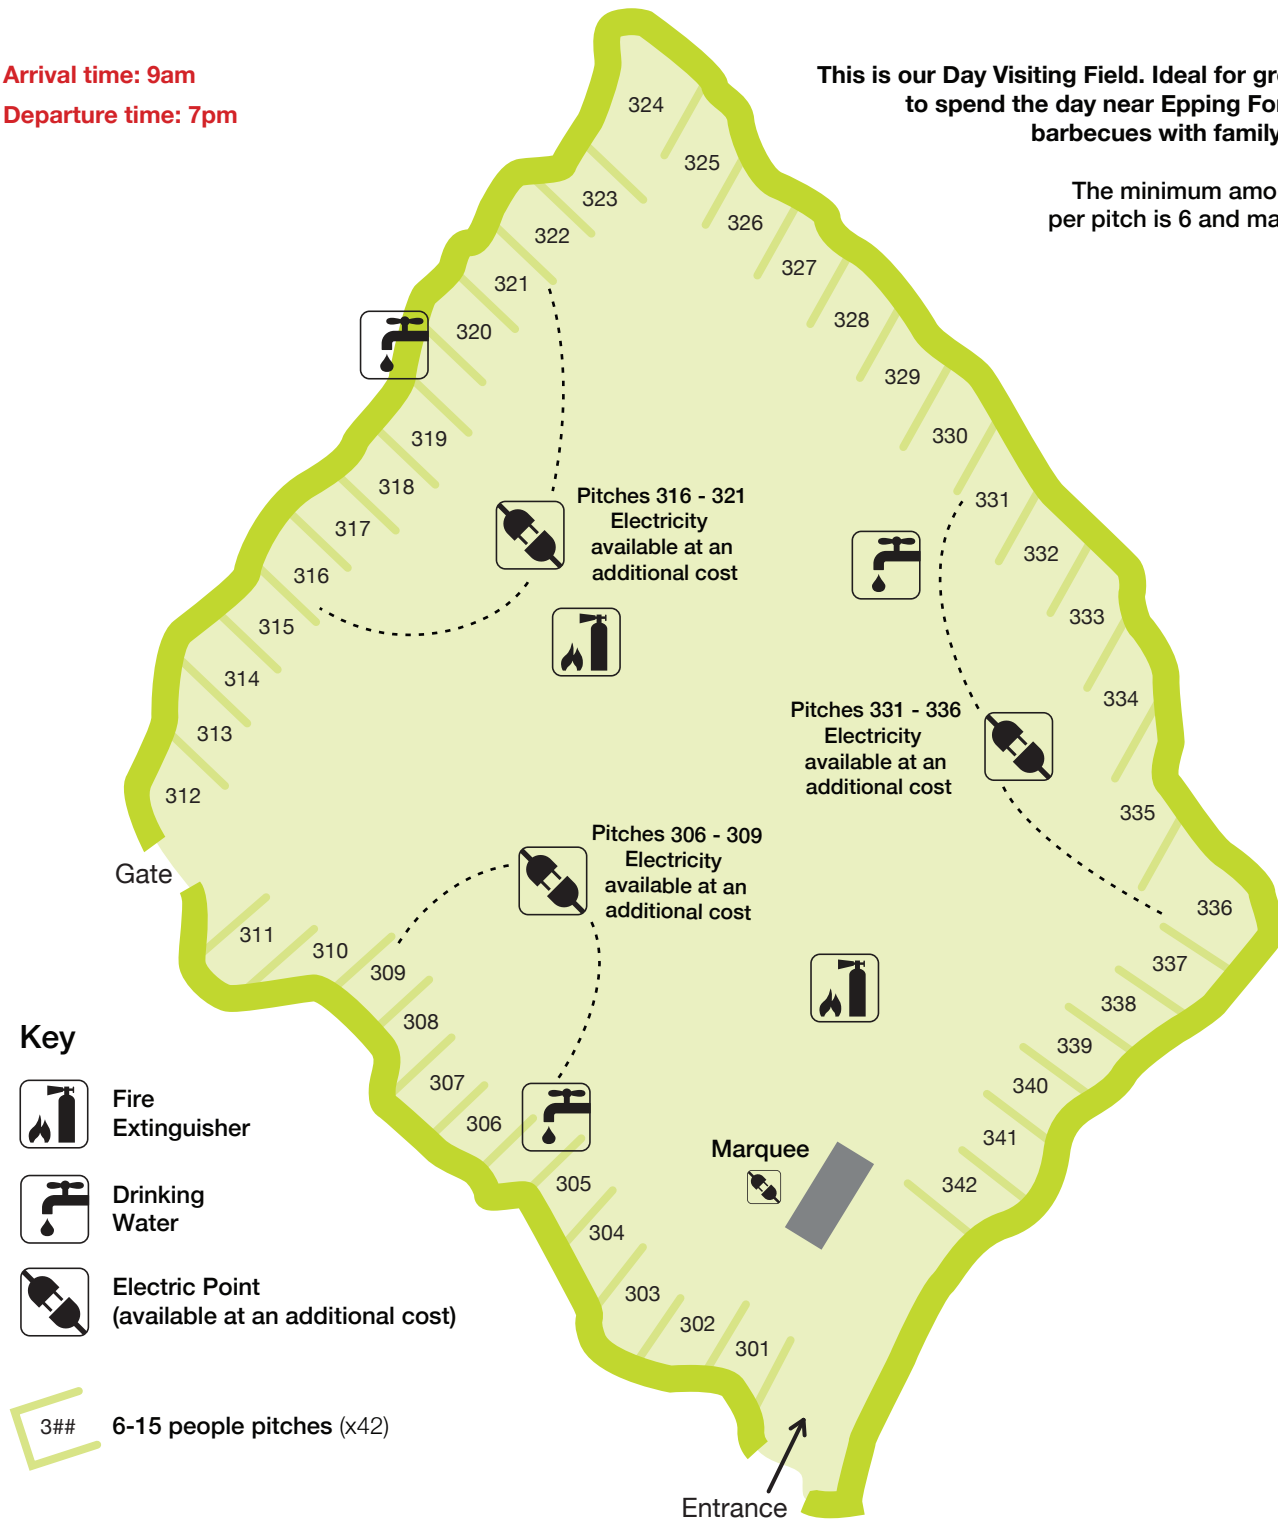 Arrival time: 9am
Departure time: 7pm
This is our Day Visiting Field. Ideal for
to spend the day near Epping
barbecues with family
The minimum
per pitch is 6 and
324
325
323
326
322
327
321
328
320
329
319
330
318
331
317
332
316
333
315
334
314
313
335
312
336
Pitches 316 - 321
Electricity
available at an
additional cost
Pitches 331 - 336
Electricity
available at an
additional cost
Pitches 306 - 309
Electricity
available at an
additional cost
Gate
311
310
309
308
307
306
305
304
303
302
301
337
338
339
340
341
342
Marquee
Entrance
Key
Fire
Extinguisher
Drinking
Water
Electric Point
(available at an additional cost)
3##
6-15 people pitches (x42)